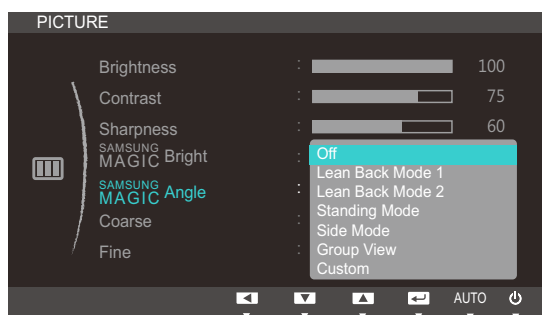 PICTURE
Brightness : 100
Contrast : 75
Sharpness : 60
SAMSUNG
MAGIC Bright :
SAMSUNG
MAGIC Angle :
Coarse :
Fine :
Off
Lean Back Mode 1
Lean Back Mode 2
Standing Mode
Side Mode
Group View
Custom
AUTO